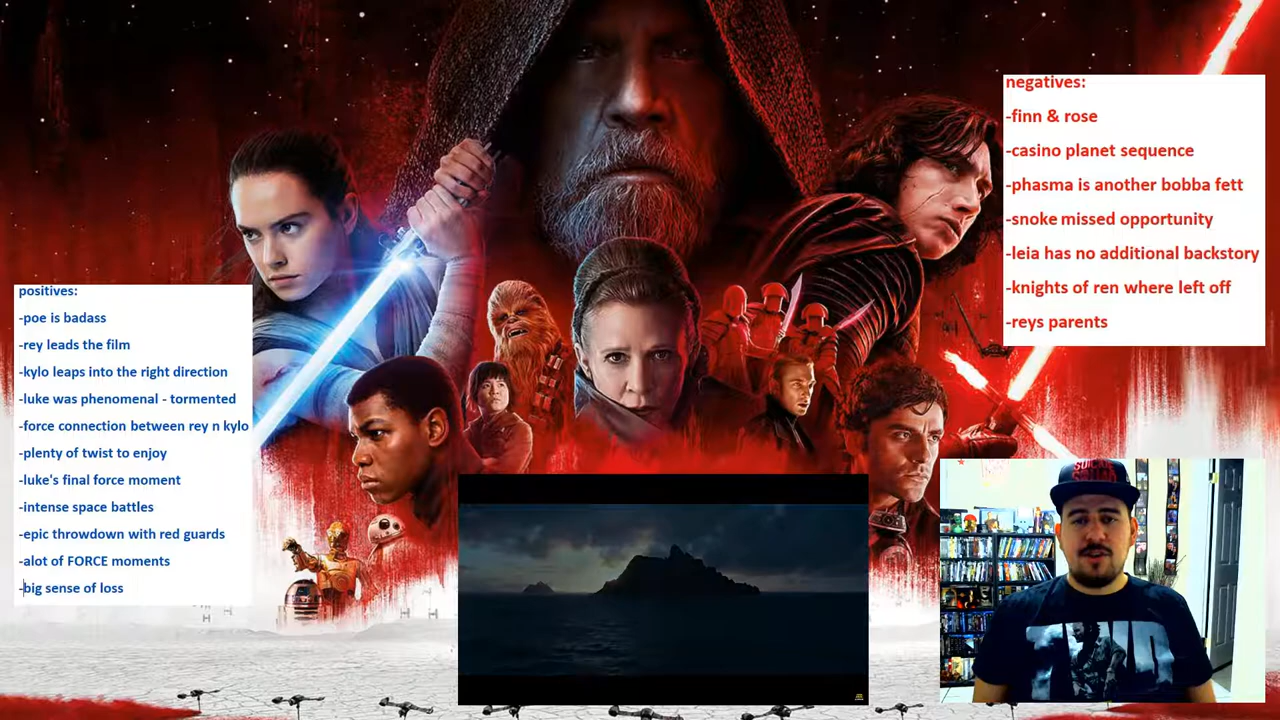 positives:
-poe is badass
-rey leads the film
-kylo leaps into the right direction
-luke was phenomenal - tormented
-force connection between rey n kylo
-plenty of twist to enjoy
-luke's final force moment
-intense space battles
-epic throwdown with red guards
-alot of FORCE moments
-big sense of loss
negatives:
-finn & rose
-casino planet sequence
-phasma is another bobba fett
-snoke missed opportunity
-leia has no additional backstory
-knights of ren where left off
-reys parents
TWD